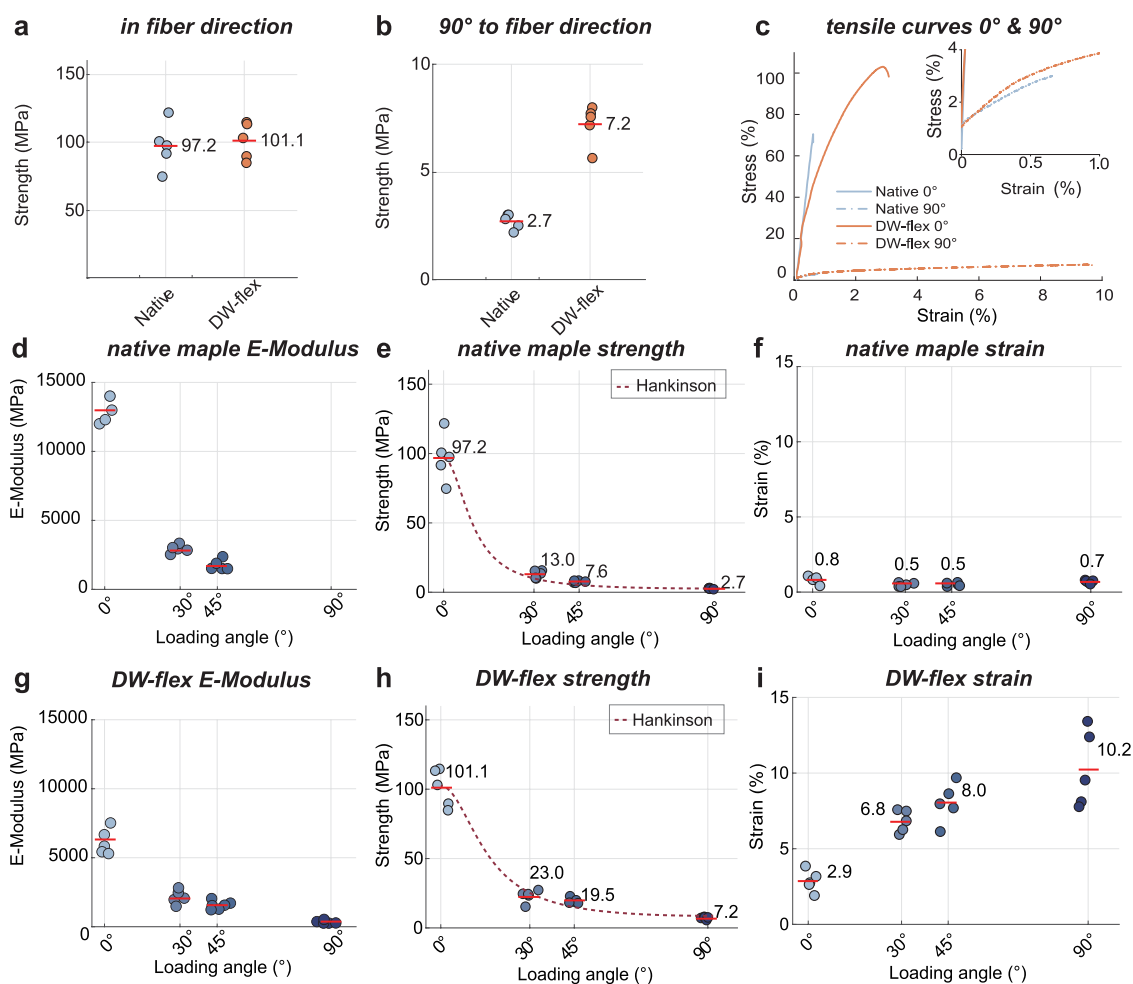 a
in fiber direction
Strength (MPa)
150
100
50
97.2
101.1
Native
DW-flex
b
90° to fiber direction
Strength (MPa)
10
5
0
2.7
7.2
Native
DW-flex
c
tensile curves 0° & 90°
Stress (%)
100
80
60
40
20
0
0
2
4
6
8
10
Strain (%)
Stress (%)
4
2
0
0
0.5
1.0
Strain (%)
Native 0°
Native 90°
DW-flex 0°
DW-flex 90°
d
native maple E-Modulus
E-Modulus (MPa)
15000
10000
5000
0
0°
30°
45°
90°
Loading angle (°)
e
native maple strength
Strength (MPa)
150
100
50
0
Hankinson
97.2
13.0
7.6
2.7
0°
30°
45°
90°
Loading angle (°)
f
native maple strain
Strain (%)
15
10
5
0
0.8
0.5
0.5
0.7
0°
30°
45°
90°
Loading angle (°)
g
DW-flex E-Modulus
E-Modulus (MPa)
15000
10000
5000
0
0°
30°
45°
90°
Loading angle (°)
h
DW-flex strength
Strength (MPa)
150
100
50
0
Hankinson
101.1
23.0
19.5
7.2
0
30°
45°
90°
Loading angle (°)
i
DW-flex strain
Strain (%)
15
10
5
0
2.9
6.8
8.0
10.2
0°
30°
45°
90°
Loading angle (°)